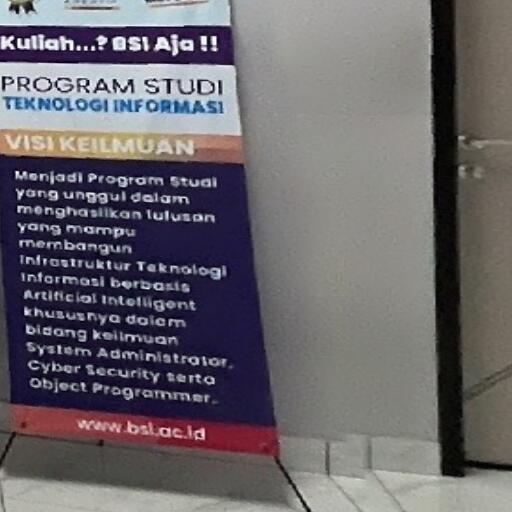 Kuliah...? BSI Aja !!
PROGRAM STUDI
TEKNOLOGI INFORMASI
VISI KEILMUAN
Menjadi Program Studi
yang unggul dalam
menghasilkan lulusan
yang mampu
membangun
Infrastruktur Teknologi
Informasi berbasis
Artificial Intelligent
khususnya dalam
bidang keilmuan
System Administrator,
Cyber Security serta
Object Programmer.
www.bsi.ac.id